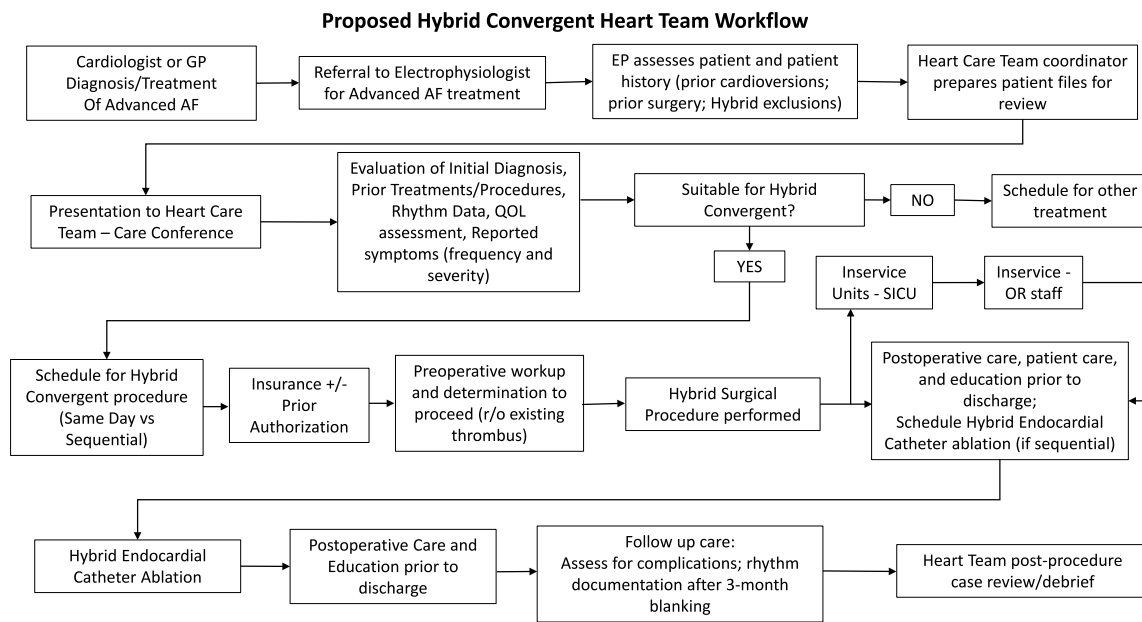 Proposed Hybrid Convergent Heart Team Workflow
Cardiologist or GP
Diagnosis/Treatment
Of Advanced AF
Referral to Electrophysiologist
for Advanced AF treatment
EP assesses patient and patient
history (prior cardioversions;
prior surgery; Hybrid exclusions)
Heart Care Team coordinator
prepares patient files for
review
Presentation to Heart Care
Team – Care Conference
Evaluation of Initial Diagnosis,
Prior Treatments/Procedures,
Rhythm Data, QOL
assessment, Reported
symptoms (frequency and
severity)
Suitable for Hybrid
Convergent?
NO
Schedule for other
treatment
YES
Inservice
Units - SICU
Inservice -
OR staff
Schedule for Hybrid
Convergent procedure
(Same Day vs
Sequential)
Insurance +/-
Prior
Authorization
Preoperative workup
and determination to
proceed (r/o existing
thrombus)
Hybrid Surgical
Procedure performed
Postoperative care, patient care,
and education prior to
discharge;
Schedule Hybrid Endocardial
Catheter ablation (if sequential)
Hybrid Endocardial
Catheter Ablation
Postoperative Care and
Education prior to
discharge
Follow up care:
Assess for complications; rhythm
documentation after 3-month
blanking
Heart Team post-procedure
case review/debrief